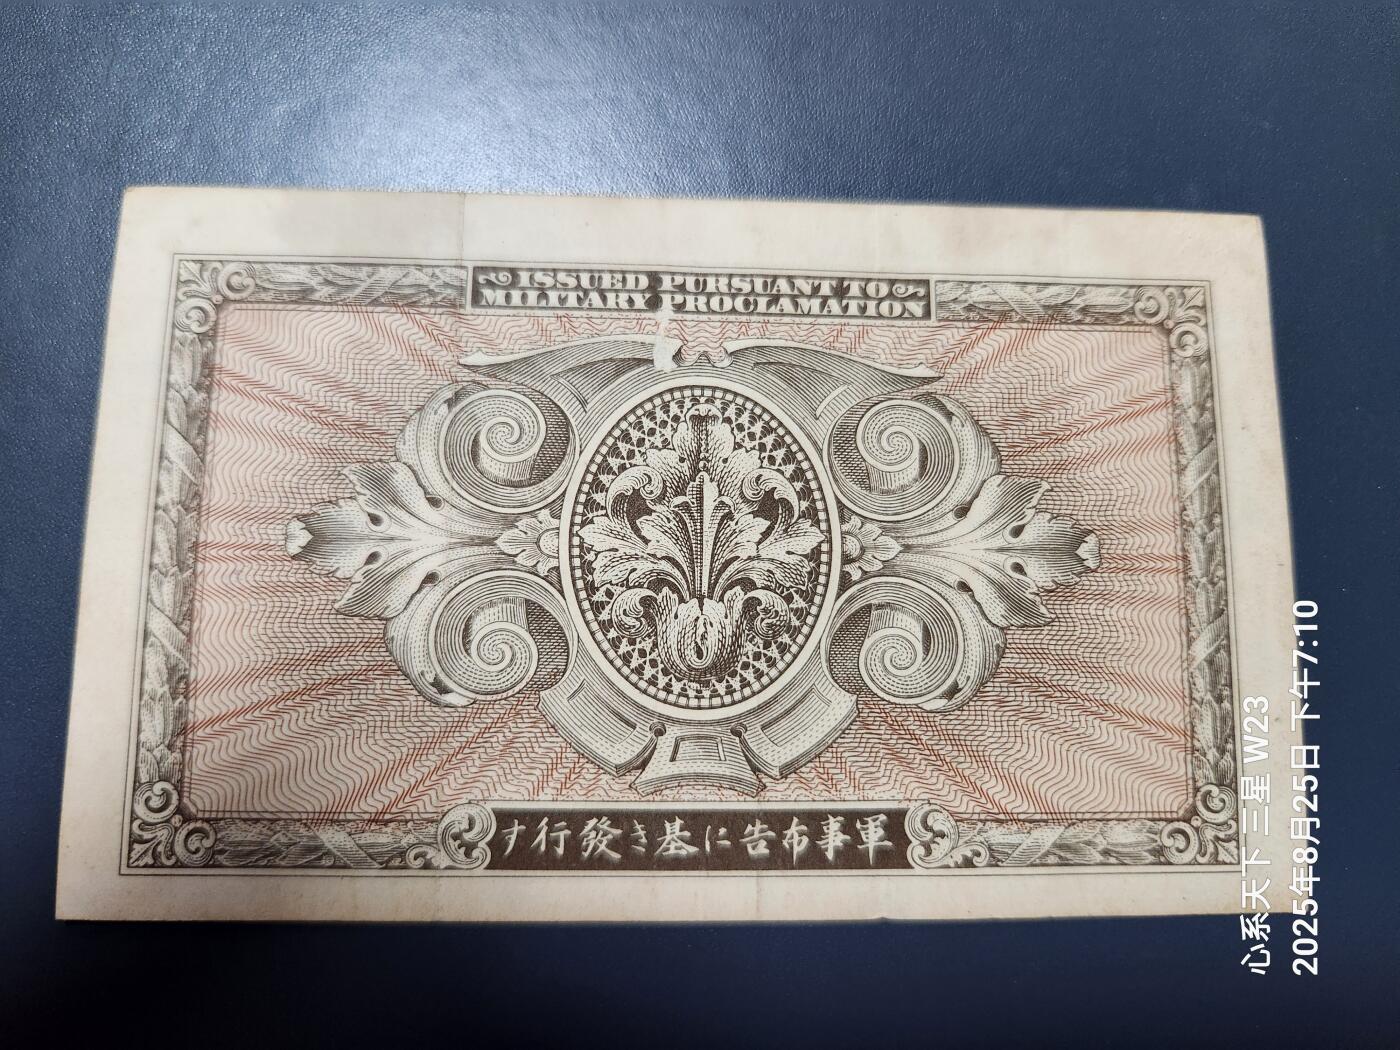 ISSUED PURSUANT TO
MILITARY PROCLAMATION
す行發き基に告布事軍
心系天下 三星 W23
2025年8月25日 下午7:10